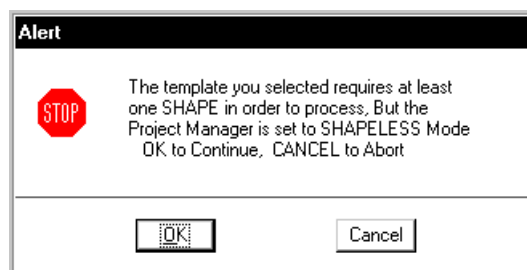 Alert
STOP
The template you selected requires at least
one SHAPE in order to process, But the
Project Manager is set to SHAPELESS Mode
OK to Continue, CANCEL to Abort
OK
Cancel